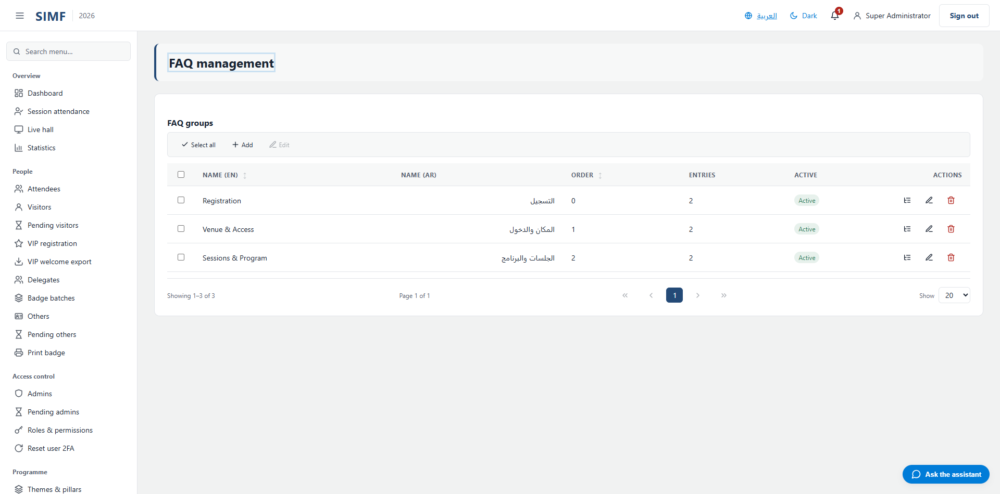 SIMF 2026
العربية Dark 1 Super Administrator Sign out
Search menu...
Overview
Dashboard
Session attendance
Live hall
Statistics
People
Attendees
Visitors
Pending visitors
VIP registration
VIP welcome export
Delegates
Badge batches
Others
Pending others
Print badge
Access control
Admins
Pending admins
Roles & permissions
Reset user 2FA
Programme
Themes & pillars
FAQ management
FAQ groups
Select all Add Edit
NAME (EN) NAME (AR) ORDER ENTRIES ACTIVE ACTIONS
Registration التسجيل 0 2 Active
Venue & Access المكان والدخول 1 2 Active
Sessions & Program الجلسات والبرنامج 2 2 Active
Showing 1–3 of 3 Page 1 of 1 « ‹ 1 › » Show 20
Ask the assistant